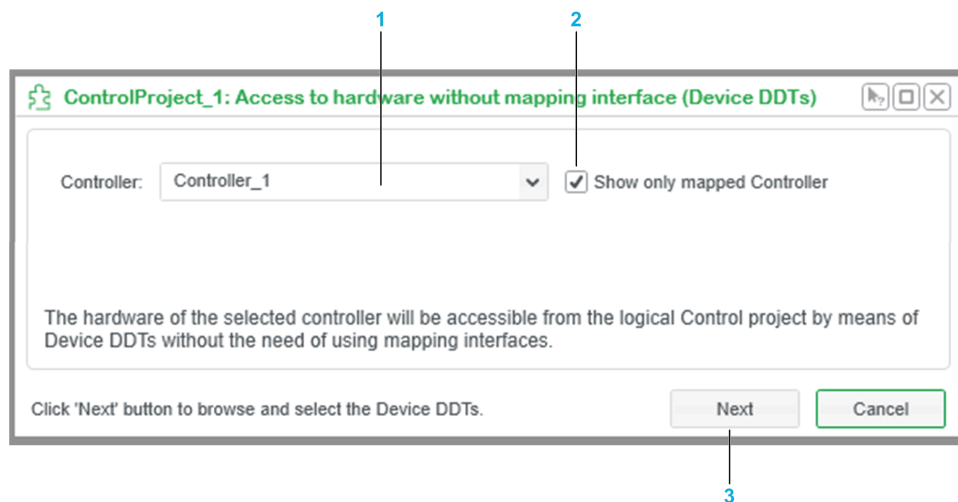 1 2
ControlProject_1: Access to hardware without mapping interface (Device DDTs)
Controller: Controller_1 Show only mapped Controller
The hardware of the selected controller will be accessible from the logical Control project by means of
Device DDTs without the need of using mapping interfaces.
Click 'Next' button to browse and select the Device DDTs. Next Cancel
3